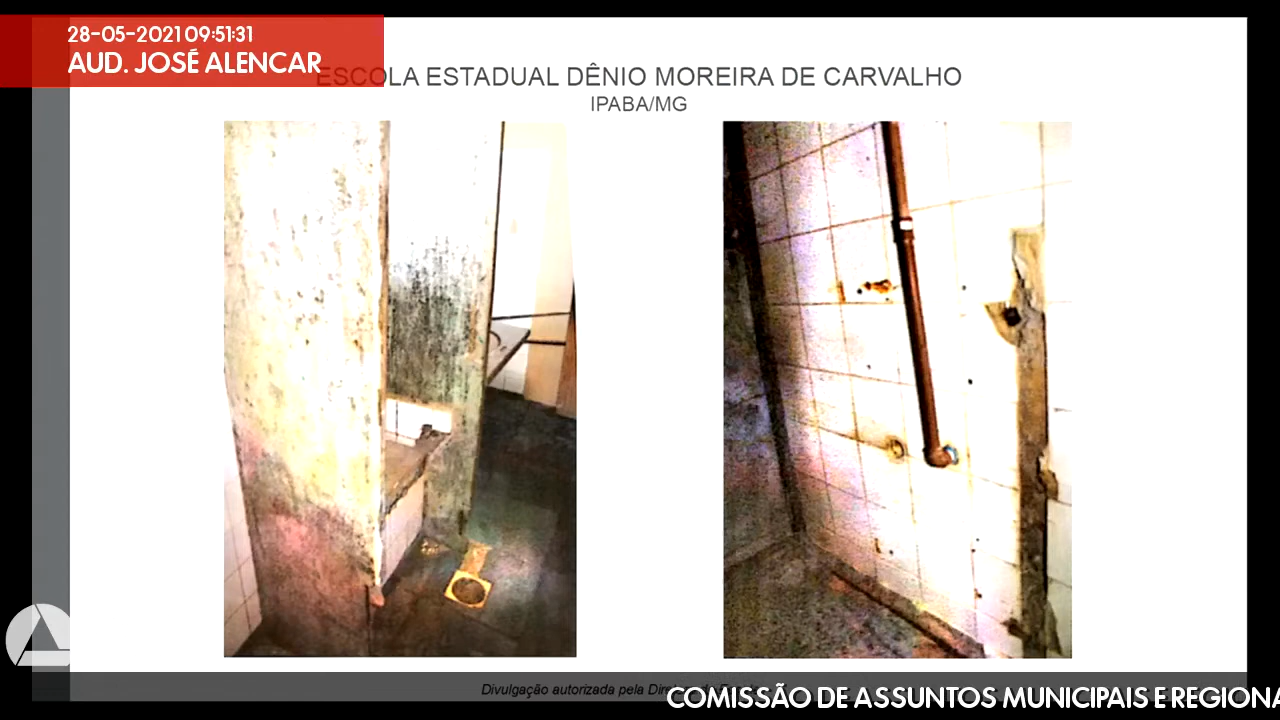 28-05-2021 09:51:31
AUD. JOSÉ ALENCAR
ESCOLA ESTADUAL DÊNIO MOREIRA DE CARVALHO
IPABA/MG
Divulgação autorizada pela
COMISSÃO DE ASSUNTOS MUNICIPAIS E REGIONA